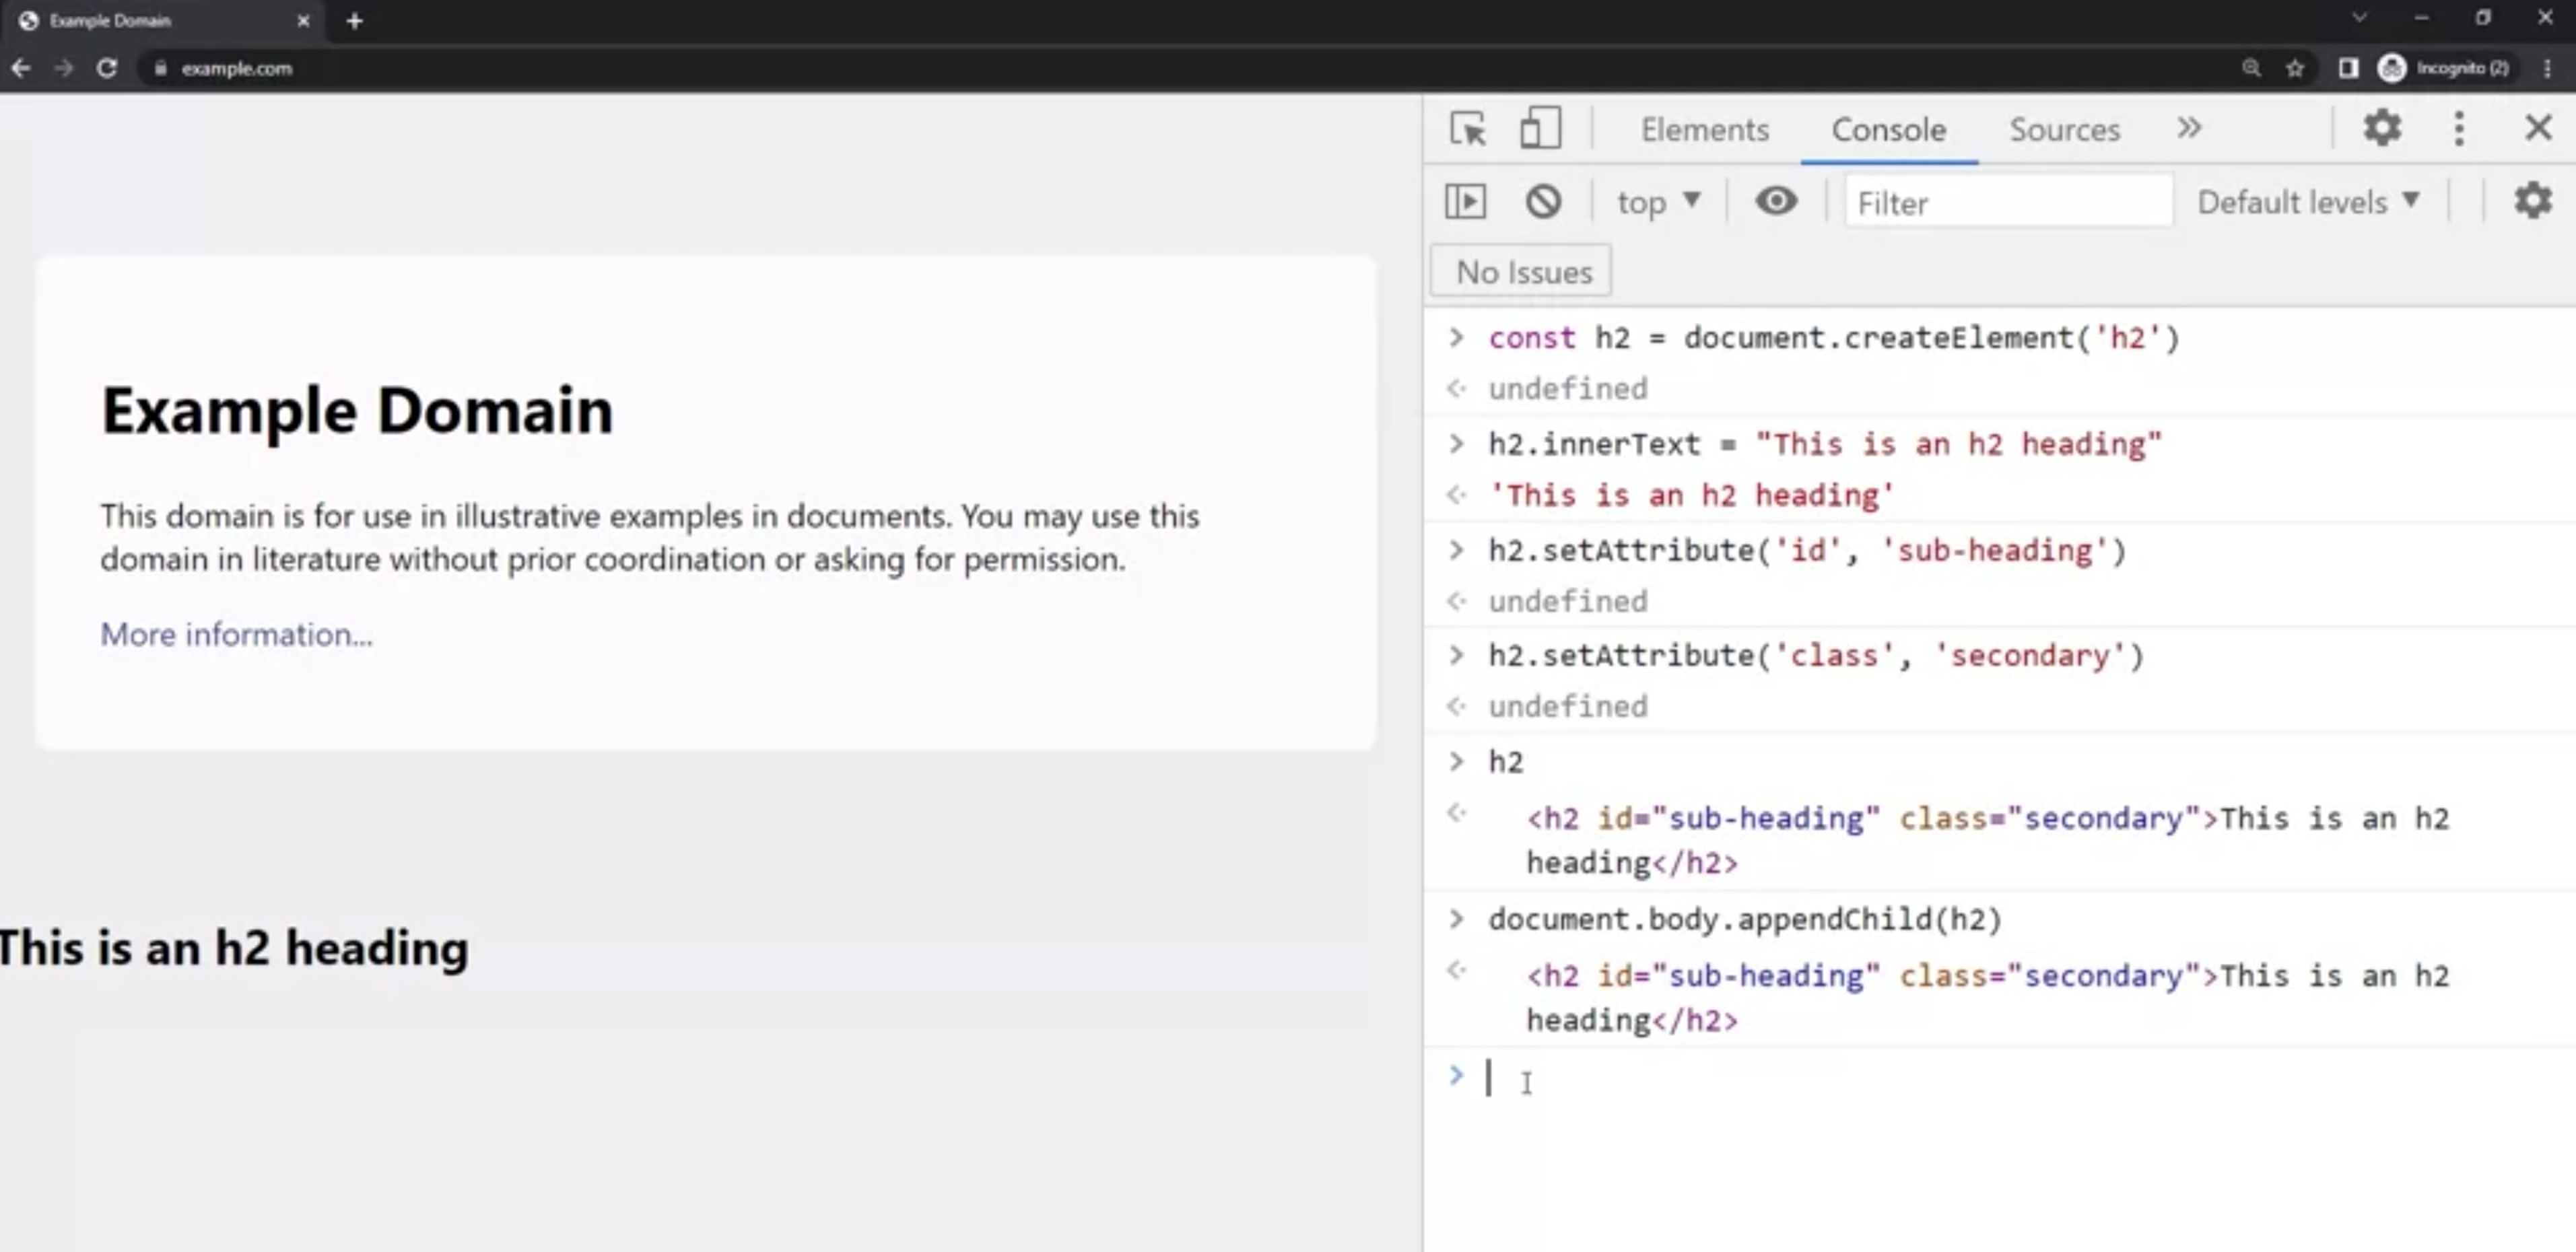 Example Domain
example.com
Incognito (2)
Example Domain
This domain is for use in illustrative examples in documents. You may use this
domain in literature without prior coordination or asking for permission.
More information...
This is an h2 heading
Elements Console Sources
top Filter Default levels
No Issues
> const h2 = document.createElement('h2')
undefined
> h2.innerText = "This is an h2 heading"
'This is an h2 heading'
> h2.setAttribute('id', 'sub-heading')
undefined
> h2.setAttribute('class', 'secondary')
undefined
> h2
<h2 id="sub-heading" class="secondary">This is an h2
heading</h2>
> document.body.appendChild(h2)
<h2 id="sub-heading" class="secondary">This is an h2
heading</h2>
>